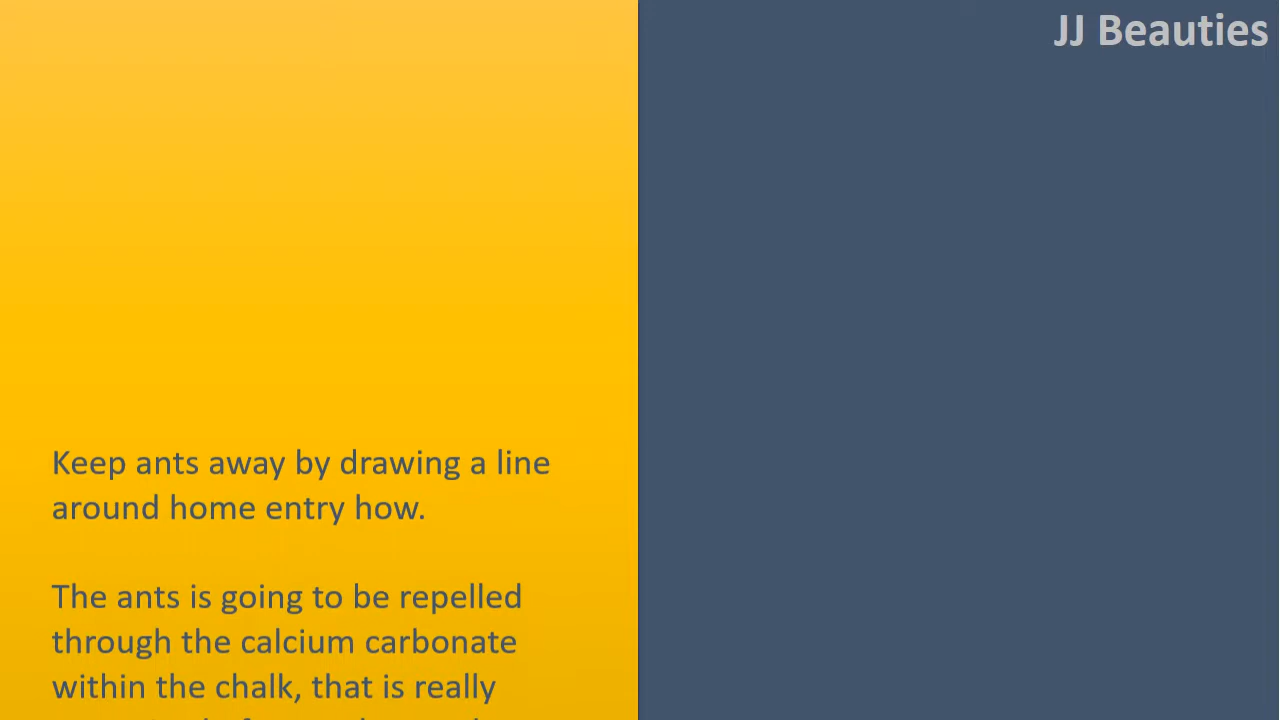 JJ Beauties
Keep ants away by drawing a line
around home entry how.
The ants is going to be repelled
through the calcium carbonate
within the chalk, that is really